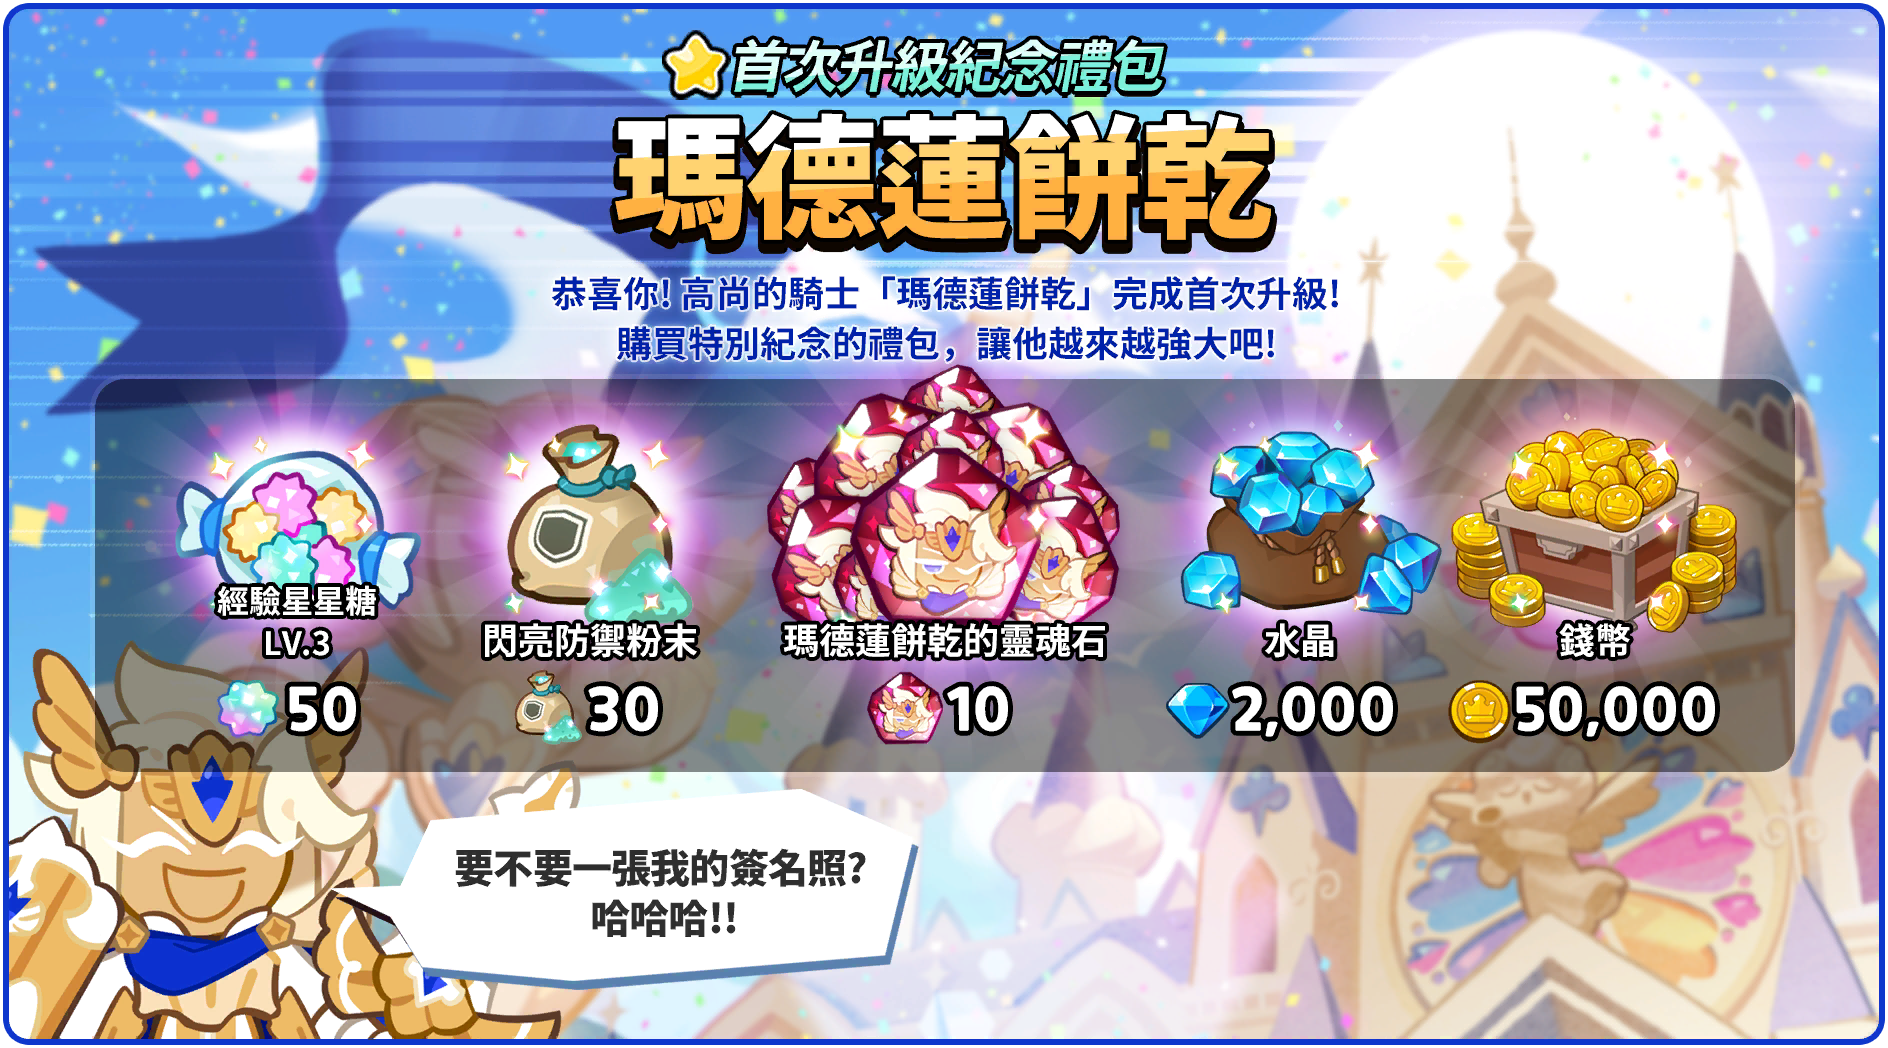 首次升級紀念禮包
瑪德蓮餅乾
恭喜你! 高尚的騎士「瑪德蓮餅乾」完成首次升級!
購買特別紀念的禮包，讓他越來越強大吧!
經驗星星糖
LV.3
50
閃亮防禦粉末
30
瑪德蓮餅乾的靈魂石
10
水晶
2,000
錢幣
50,000
要不要一張我的簽名照?
哈哈哈!!